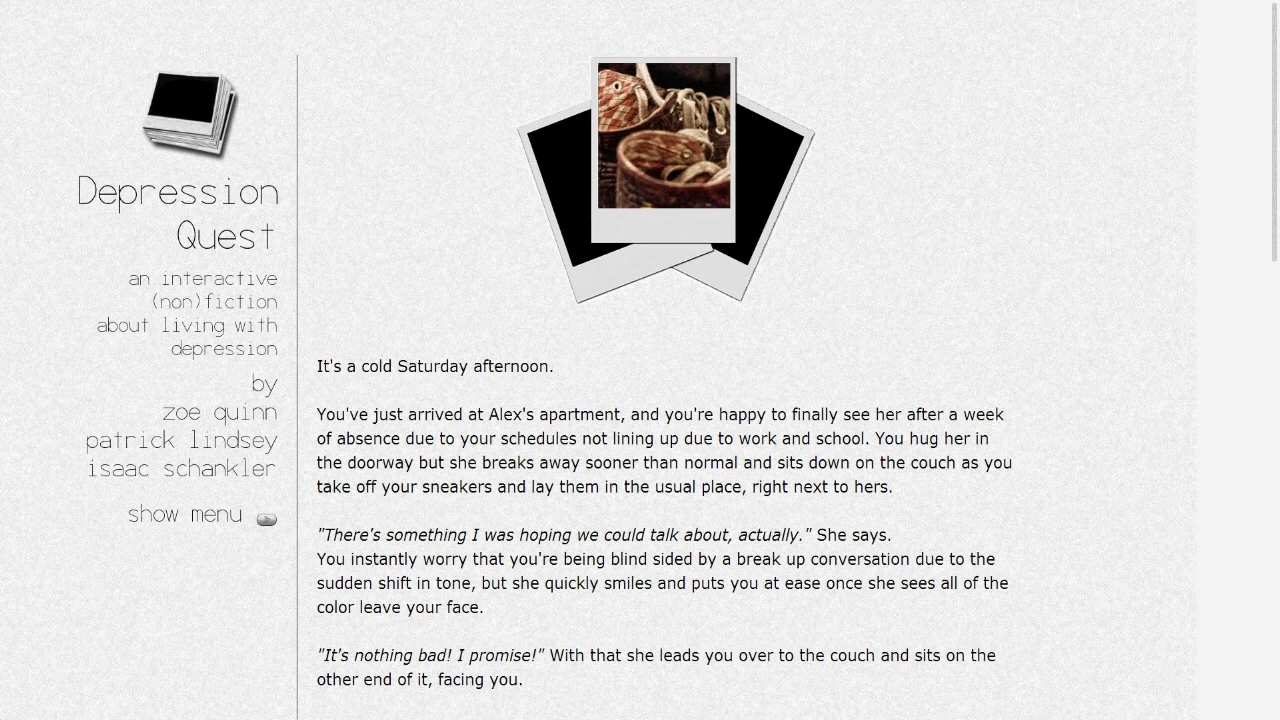 Depression
Quest
an interactive
(non)fiction
about living with
depression
by
zoe quinn
patrick lindsey
isaac schankler
show menu
It's a cold Saturday afternoon.
You've just arrived at Alex's apartment, and you're happy to finally see her after a week
of absence due to your schedules not lining up due to work and school. You hug her in
the doorway but she breaks away sooner than normal and sits down on the couch as you
take off your sneakers and lay them in the usual place, right next to hers.
"There's something I was hoping we could talk about, actually." She says.
You instantly worry that you're being blind sided by a break up conversation due to the
sudden shift in tone, but she quickly smiles and puts you at ease once she sees all of the
color leave your face.
"It's nothing bad! I promise!" With that she leads you over to the couch and sits on the
other end of it, facing you.